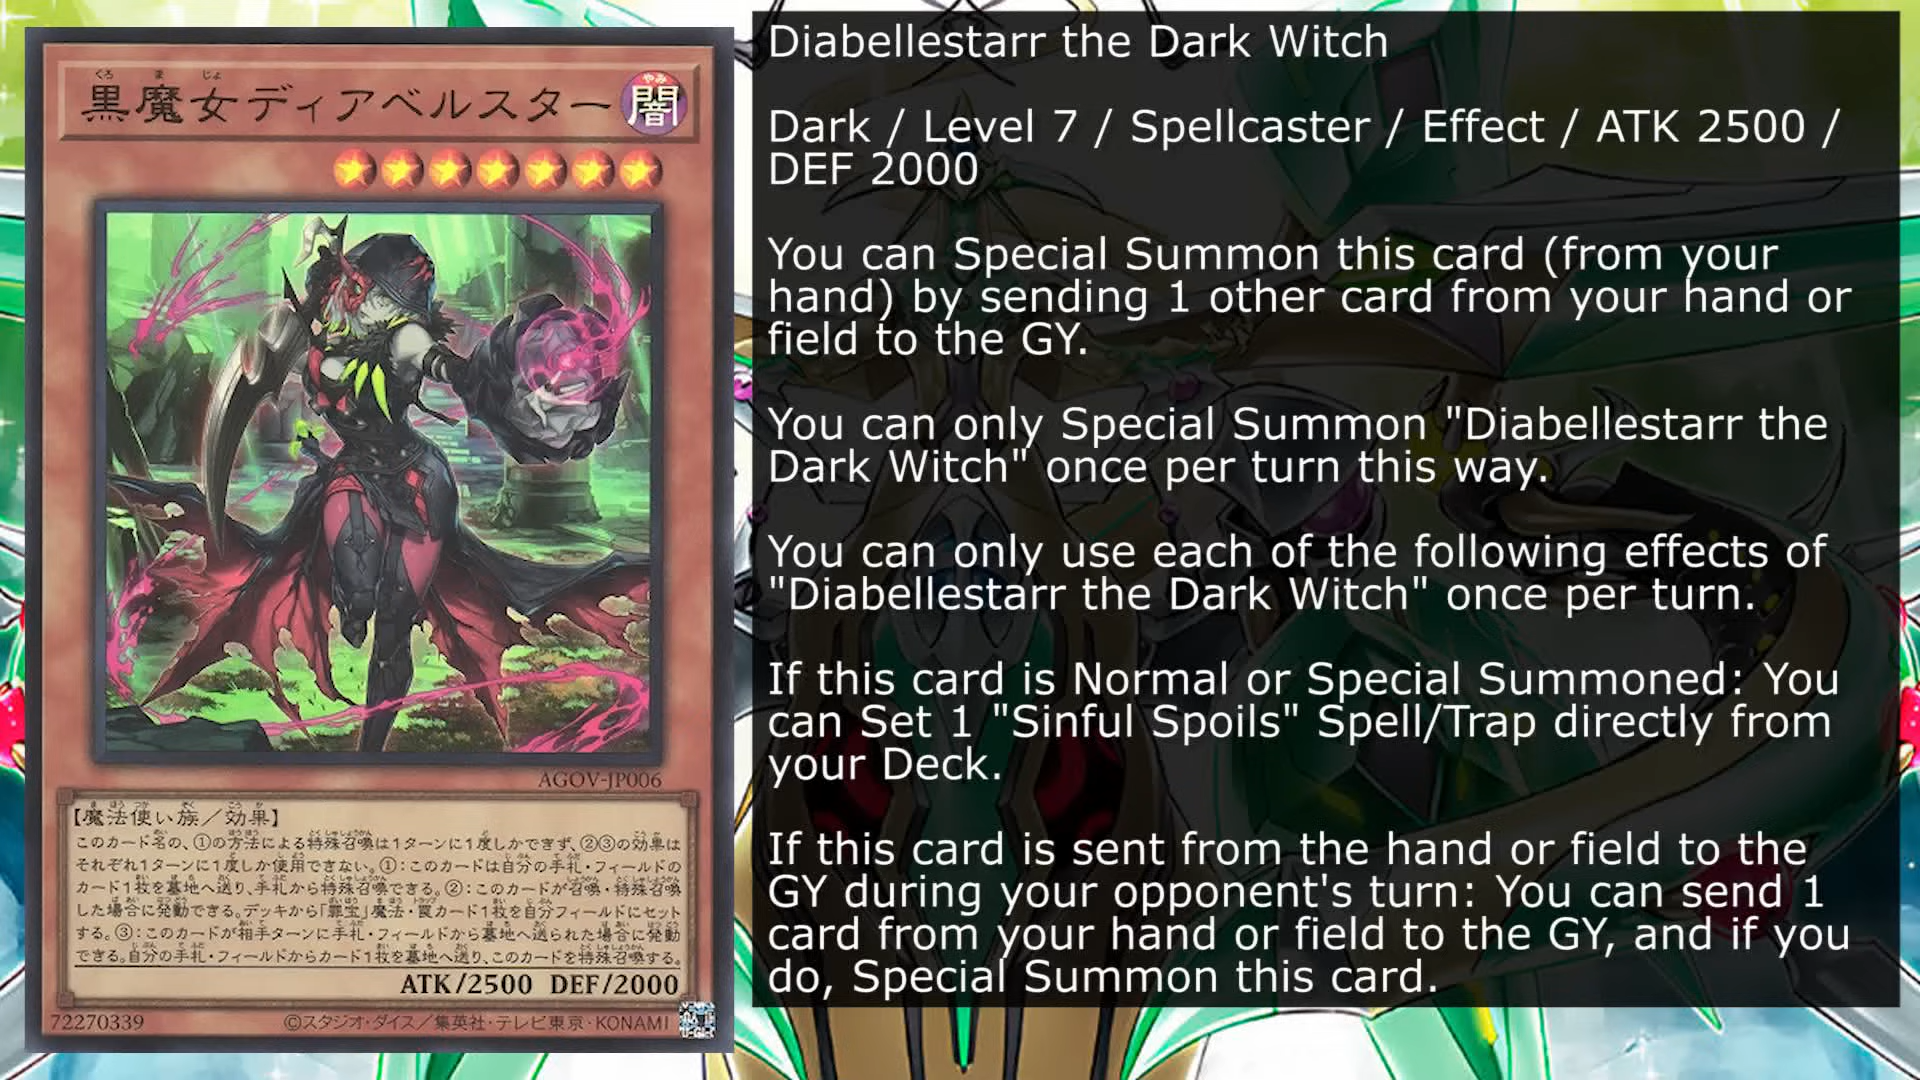 黒魔女ディアベルスター
くろ ま じょ
闇
やみ
AGOV-JP006
【魔法使い族／効果】
このカード名の、①の方法による特殊召喚は1ターンに1度しかできず、②③の効果は
それぞれ1ターンに1度しか使用できない。①：このカードは自分の手札・フィールドの
カード1枚を墓地へ送り、手札から特殊召喚できる。②：このカードが召喚・特殊召喚
した場合に発動できる。デッキから「罪宝」魔法・罠カード1枚を自分フィールドにセット
する。③：このカードが相手ターンに手札・フィールドから墓地へ送られた場合に発動
できる。自分の手札・フィールドからカード1枚を墓地へ送り、このカードを特殊召喚する。
ATK/2500 DEF/2000
72270339
©スタジオ・ダイス／集英社・テレビ東京・KONAMI
Diabellestarr the Dark Witch
Dark / Level 7 / Spellcaster / Effect / ATK 2500 /
DEF 2000
You can Special Summon this card (from your
hand) by sending 1 other card from your hand or
field to the GY.
You can only Special Summon "Diabellestarr the
Dark Witch" once per turn this way.
You can only use each of the following effects of
"Diabellestarr the Dark Witch" once per turn.
If this card is Normal or Special Summoned: You
can Set 1 "Sinful Spoils" Spell/Trap directly from
your Deck.
If this card is sent from the hand or field to the
GY during your opponent's turn: You can send 1
card from your hand or field to the GY, and if you
do, Special Summon this card.